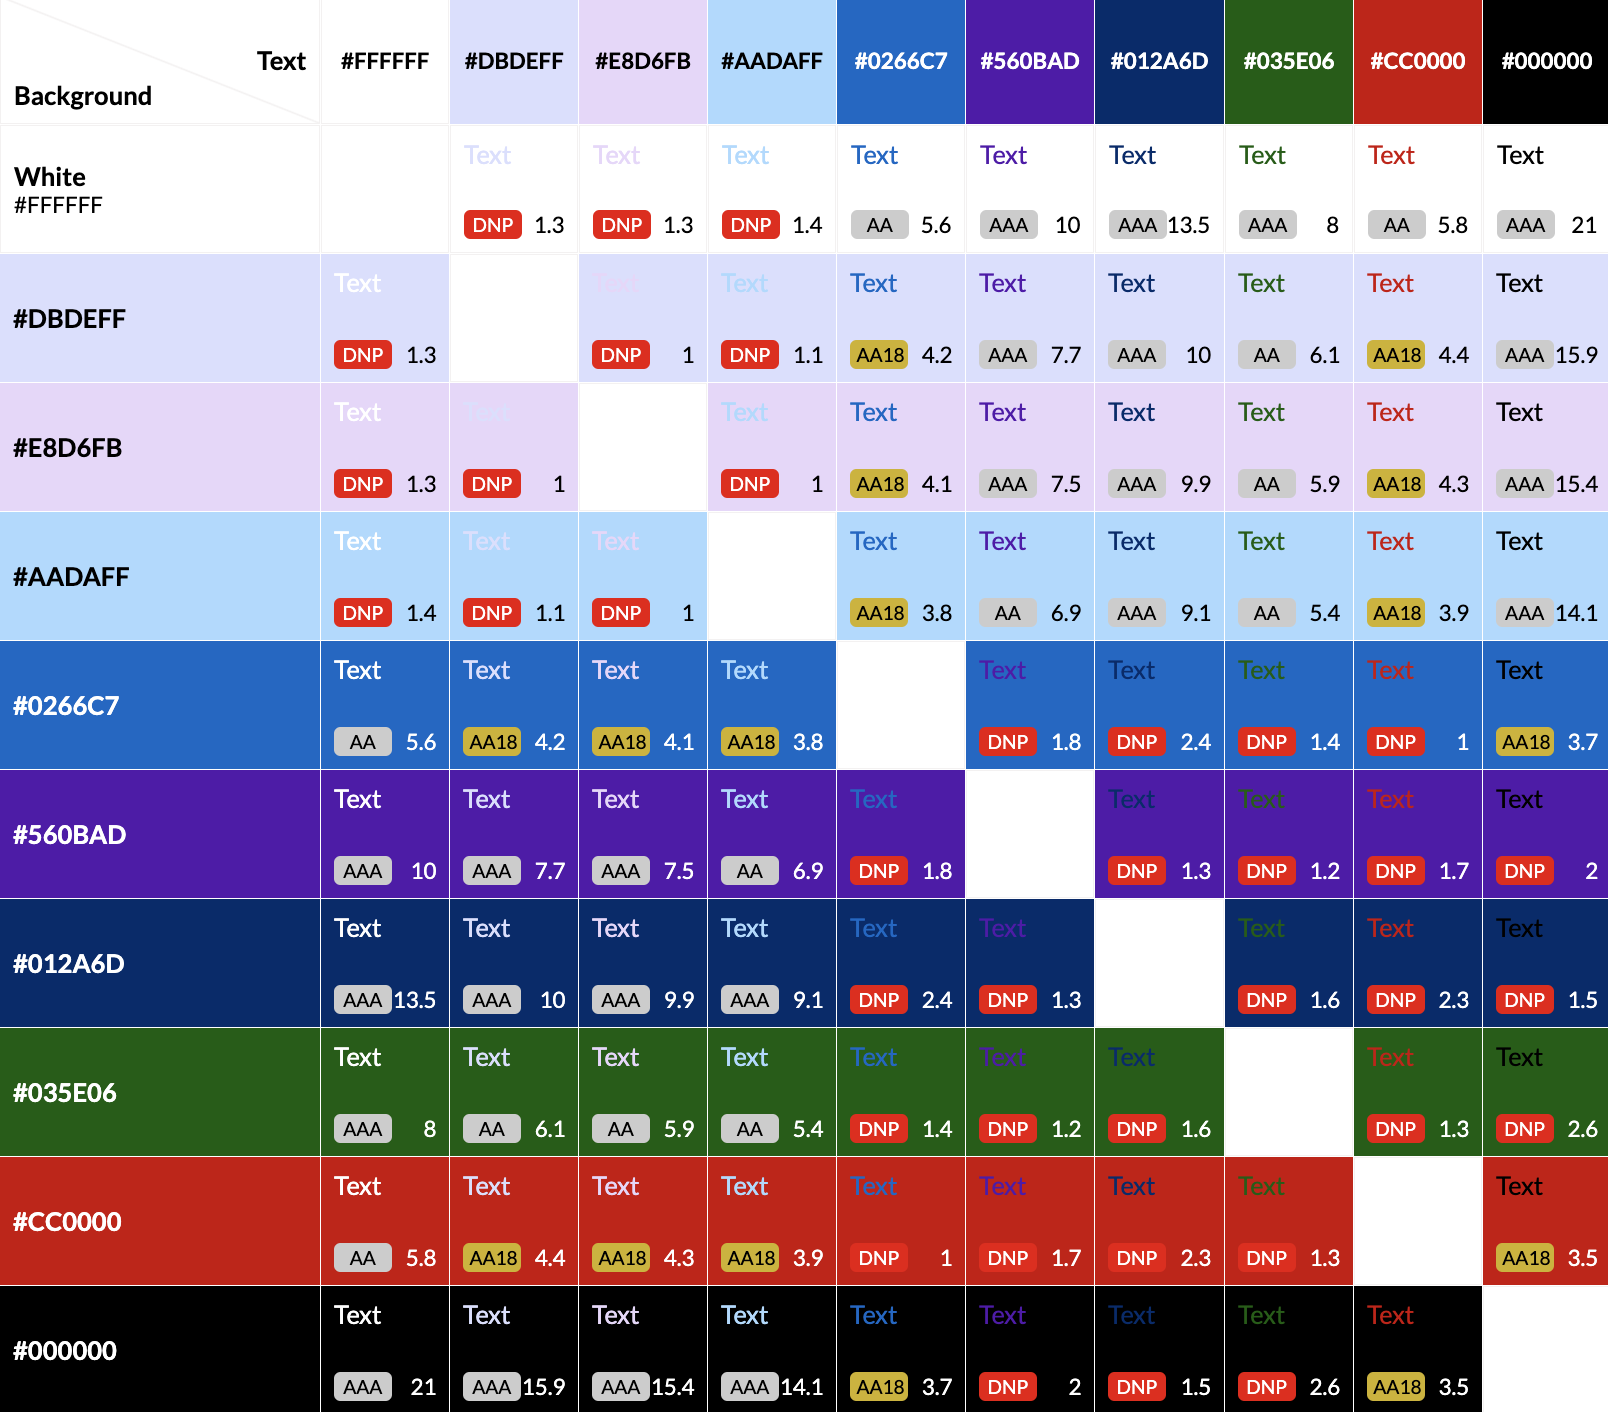 Text
Background
#FFFFFF #DBDEFF #E8D6FB #AADAFF #0266C7 #560BAD #012A6D #035E06 #CC0000 #000000
White
#FFFFFF
Text Text Text Text Text Text Text Text Text
DNP 1.3 DNP 1.3 DNP 1.4 AA 5.6 AAA 10 AAA 13.5 AAA 8 AA 5.8 AAA 21
#DBDEFF
Text Text Text Text Text Text Text Text Text
DNP 1.3 DNP 1 DNP 1.1 AA18 4.2 AAA 7.7 AAA 10 AA 6.1 AA18 4.4 AAA 15.9
#E8D6FB
Text Text Text Text Text Text Text Text Text
DNP 1.3 DNP 1 DNP 1 AA18 4.1 AAA 7.5 AAA 9.9 AA 5.9 AA18 4.3 AAA 15.4
#AADAFF
Text Text Text Text Text Text Text Text Text
DNP 1.4 DNP 1.1 DNP 1 AA18 3.8 AA 6.9 AAA 9.1 AA 5.4 AA18 3.9 AAA 14.1
#0266C7
Text Text Text Text Text Text Text Text Text
AA 5.6 AA18 4.2 AA18 4.1 AA18 3.8 DNP 1.8 DNP 2.4 DNP 1.4 DNP 1 AA18 3.7
#560BAD
Text Text Text Text Text Text Text Text Text
AAA 10 AAA 7.7 AAA 7.5 AA 6.9 DNP 1.8 DNP 1.3 DNP 1.2 DNP 1.7 DNP 2
#012A6D
Text Text Text Text Text Text Text Text Text
AAA 13.5 AAA 10 AAA 9.9 AAA 9.1 DNP 2.4 DNP 1.3 DNP 1.6 DNP 2.3 DNP 1.5
#035E06
Text Text Text Text Text Text Text Text Text
AAA 8 AA 6.1 AA 5.9 AA 5.4 DNP 1.4 DNP 1.2 DNP 1.6 DNP 1.3 DNP 2.6
#CC0000
Text Text Text Text Text Text Text Text Text
AA 5.8 AA18 4.4 AA18 4.3 AA18 3.9 DNP 1 DNP 1.7 DNP 2.3 DNP 1.3 AA18 3.5
#000000
Text Text Text Text Text Text Text Text Text
AAA 21 AAA 15.9 AAA 15.4 AAA 14.1 AA18 3.7 DNP 2 DNP 1.5 DNP 2.6 AA18 3.5